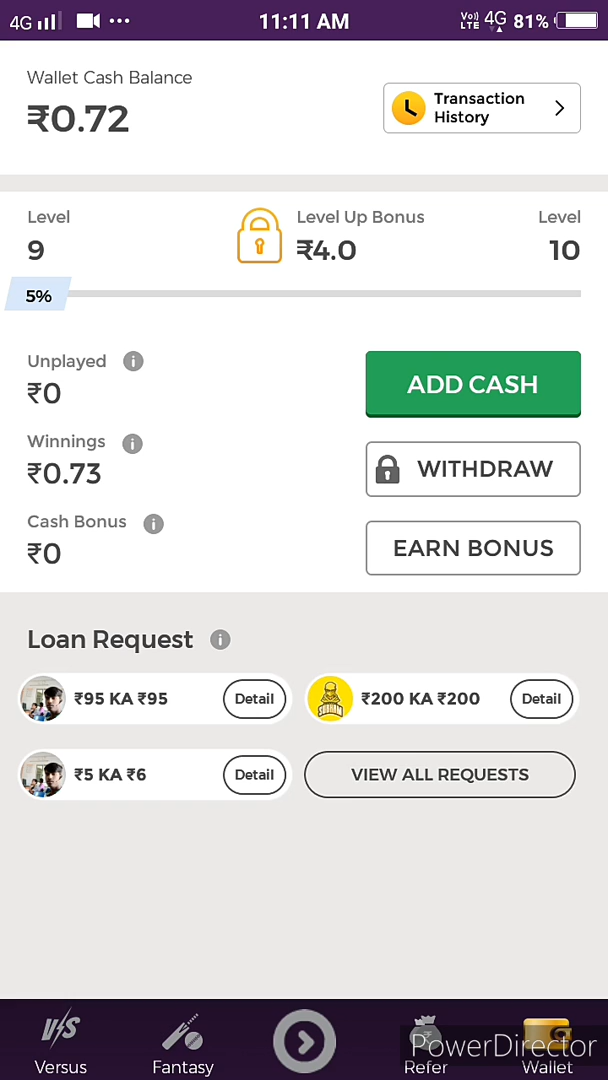 4G 11:11 AM Vo)) LTE 4G 81%
Wallet Cash Balance
₹0.72
Transaction
History
Level Level Up Bonus Level
9 ₹4.0 10
5%
Unplayed i
₹0
ADD CASH
Winnings i
₹0.73
WITHDRAW
Cash Bonus i
₹0
EARN BONUS
Loan Request i
₹95 KA ₹95 Detail
SUBHAM
₹200 KA ₹200 Detail
₹5 KA ₹6 Detail
VIEW ALL REQUESTS
V/S
PowerDirector
Versus Fantasy Refer Wallet